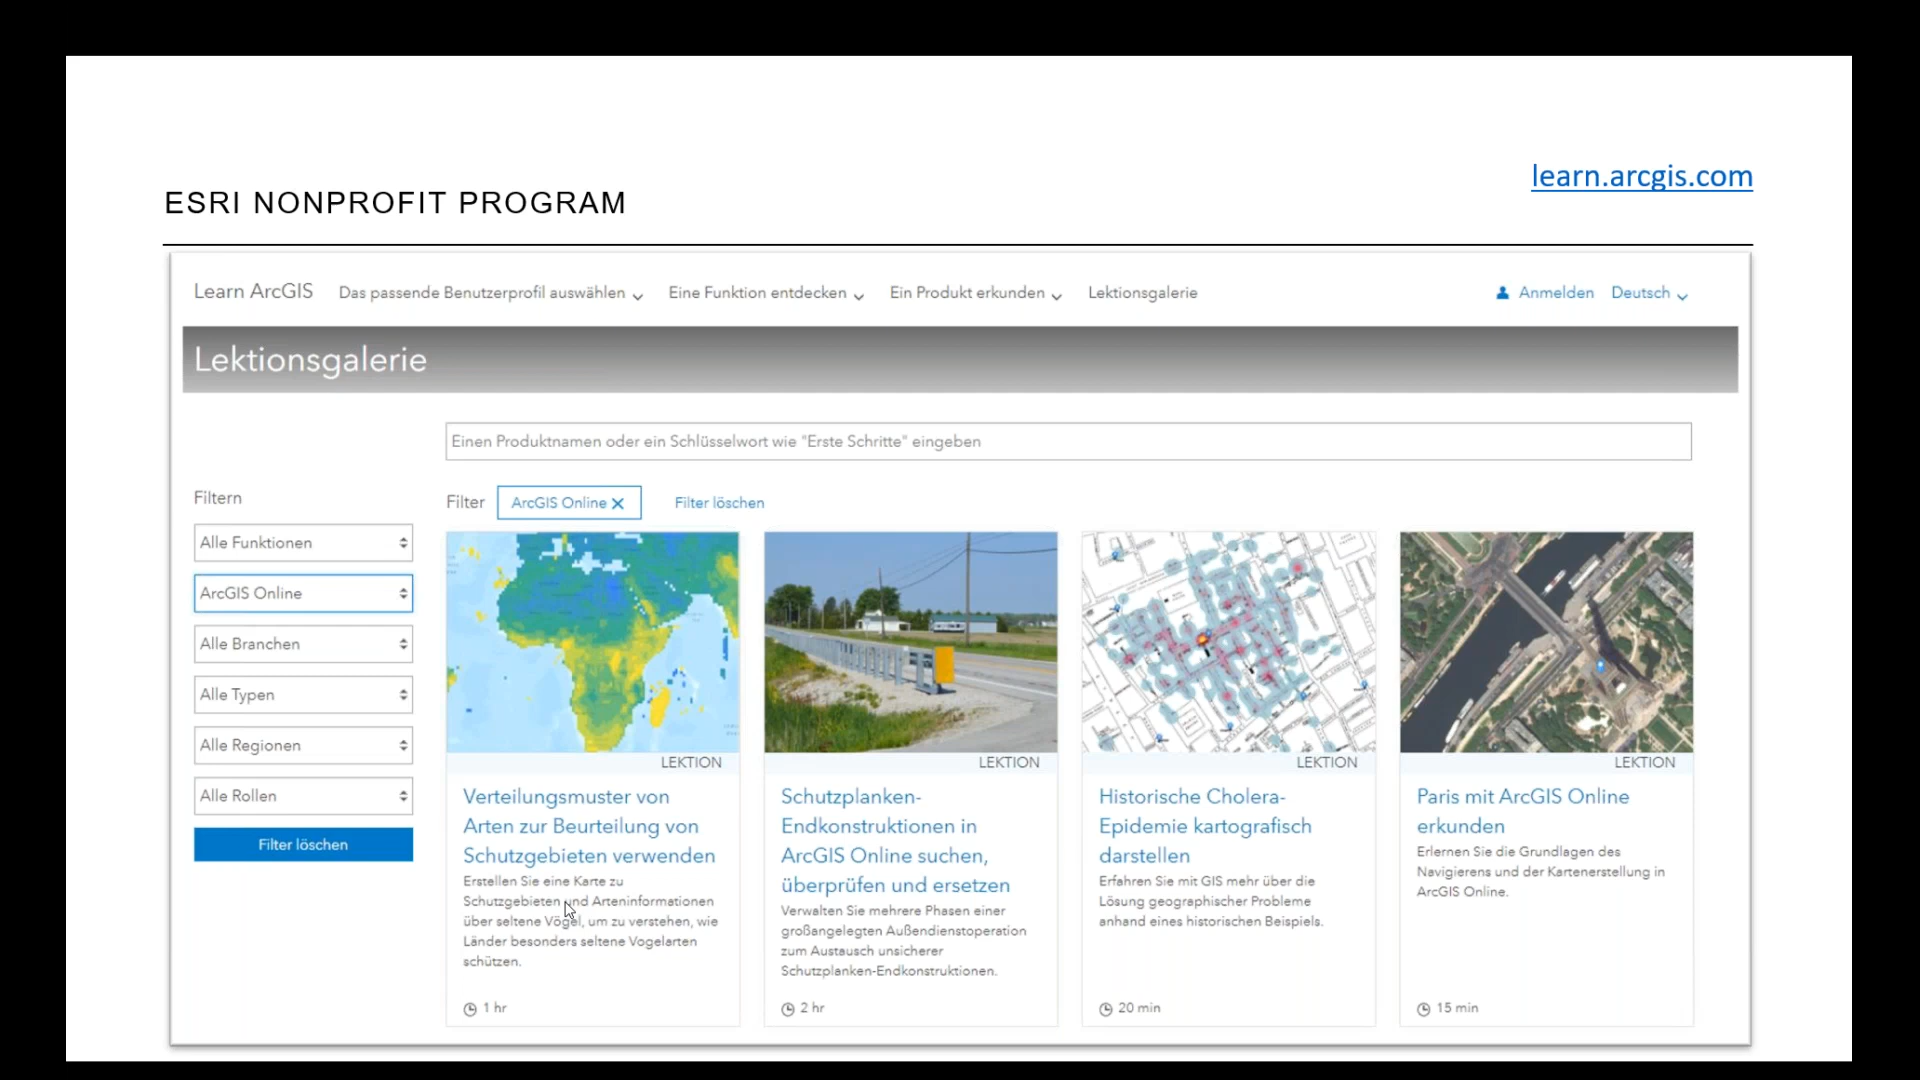 learn.arcgis.com
ESRI NONPROFIT PROGRAM
Learn ArcGIS Das passende Benutzerprofil auswählen Eine Funktion entdecken Ein Produkt erkunden Lektionsgalerie Anmelden Deutsch
Lektionsgalerie
Einen Produktnamen oder ein Schlüsselwort wie "Erste Schritte" eingeben
Filtern
Alle Funktionen
ArcGIS Online
Alle Branchen
Alle Typen
Alle Regionen
Alle Rollen
Filter löschen
Filter ArcGIS Online Filter löschen
LEKTION
Verteilungsmuster von
Arten zur Beurteilung von
Schutzgebieten verwenden
Erstellen Sie eine Karte zu
Schutzgebieten und Arteninformationen
über seltene Vögel, um zu verstehen, wie
Länder besonders seltene Vogelarten
schützen.
1 hr
LEKTION
Schutzplanken-
Endkonstruktionen in
ArcGIS Online suchen,
überprüfen und ersetzen
Verwalten Sie mehrere Phasen einer
großangelegten Außendienstoperation
zum Austausch unsicherer
Schutzplanken-Endkonstruktionen.
2 hr
LEKTION
Historische Cholera-
Epidemie kartografisch
darstellen
Erfahren Sie mit GIS mehr über die
Lösung geographischer Probleme
anhand eines historischen Beispiels.
20 min
LEKTION
Paris mit ArcGIS Online
erkunden
Erlernen Sie die Grundlagen des
Navigierens und der Kartenerstellung in
ArcGIS Online.
15 min